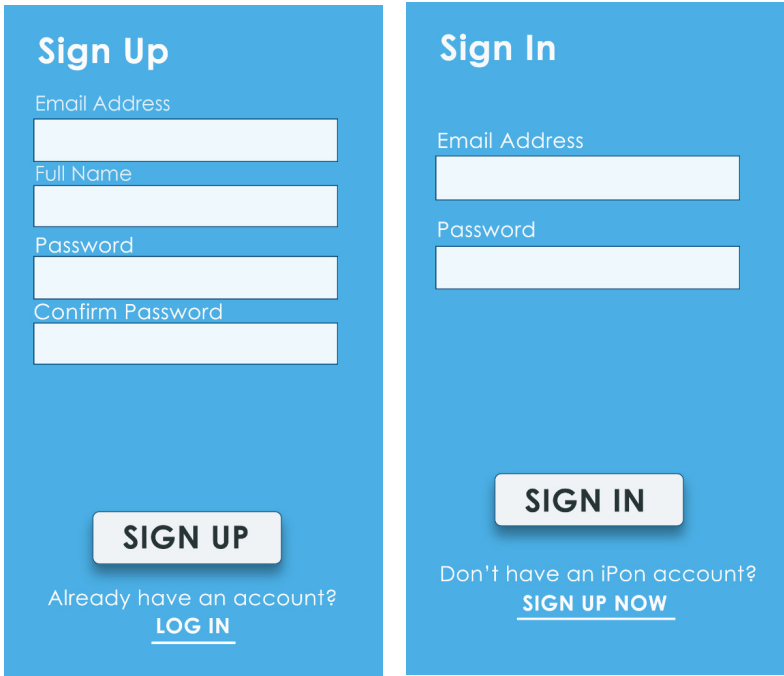 Sign Up
Email Address
Full Name
Password
Confirm Password
SIGN UP
Already have an account?
LOG IN
Sign In
Email Address
Password
SIGN IN
Don't have an iPon account?
SIGN UP NOW